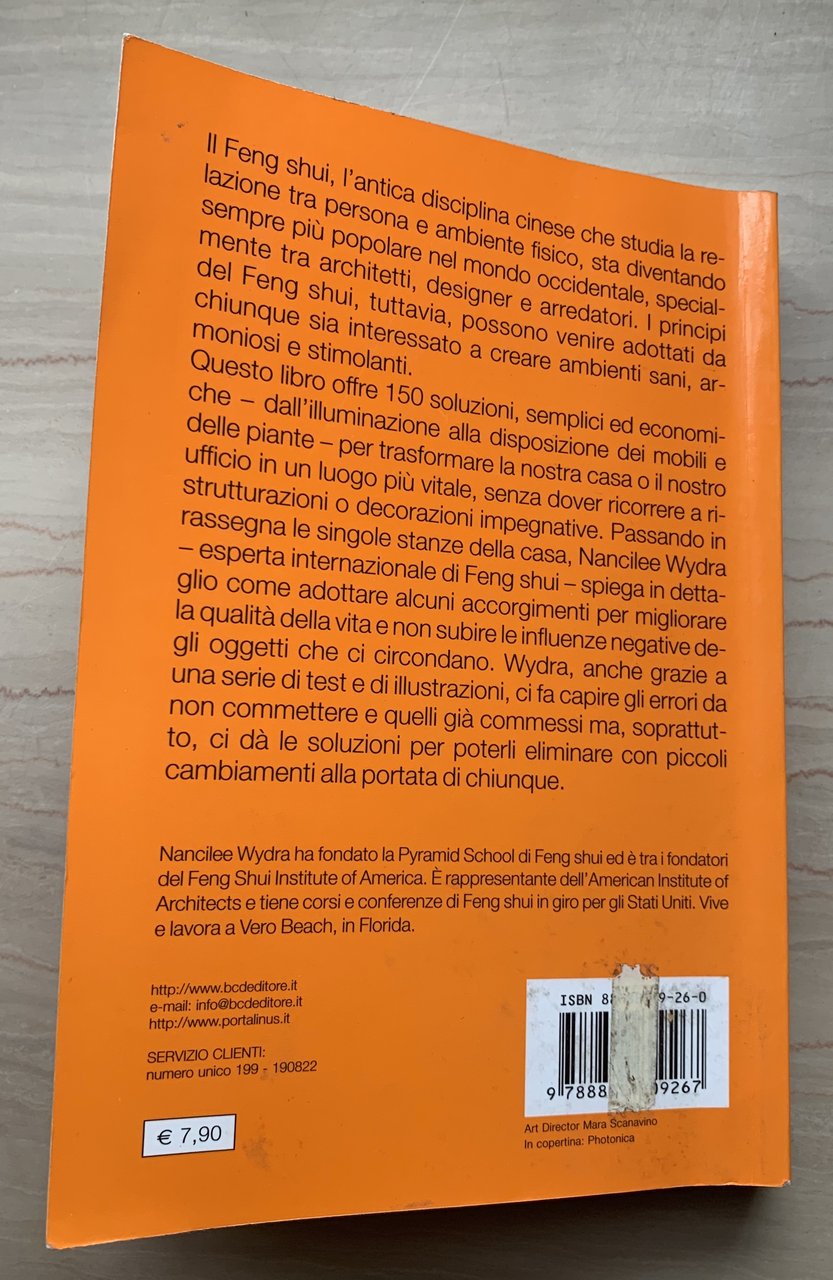 Il Feng shui, l'antica disciplina cinese che studia la re-
lazione tra persona e ambiente fisico, sta diventando
sempre più popolare nel mondo occidentale, special-
mente tra architetti, designer e arredatori. I principi
del Feng shui, tuttavia, possono venire adottati da
chiunque sia interessato a creare ambienti sani, ar-
moniosi e stimolanti.
Questo libro offre 150 soluzioni, semplici ed economi-
che – dall'illuminazione alla disposizione dei mobili e
delle piante – per trasformare la nostra casa o il nostro
ufficio in un luogo più vitale, senza dover ricorrere a ri-
strutturazioni o decorazioni impegnative. Passando in
rassegna le singole stanze della casa, Nancilee Wydra
– esperta internazionale di Feng shui – spiega in detta-
glio come adottare alcuni accorgimenti per migliorare
la qualità della vita e non subire le influenze negative de-
gli oggetti che ci circondano. Wydra, anche grazie a
una serie di test e di illustrazioni, ci fa capire gli errori da
non commettere e quelli già commessi ma, soprattut-
to, ci dà le soluzioni per poterli eliminare con piccoli
cambiamenti alla portata di chiunque.
Nancilee Wydra ha fondato la Pyramid School di Feng shui ed è tra i fondatori
del Feng Shui Institute of America. È rappresentante dell'American Institute of
Architects e tiene corsi e conferenze di Feng shui in giro per gli Stati Uniti. Vive
e lavora a Vero Beach, in Florida.
http://www.bcdeditore.it
e-mail: info@bcdeditore.it
http://www.portalinus.it
SERVIZIO CLIENTI:
numero unico 199 - 190822
€ 7,90
ISBN 88 9-26-0
9 7888 09267
Art Director Mara Scanavino
In copertina: Photonica